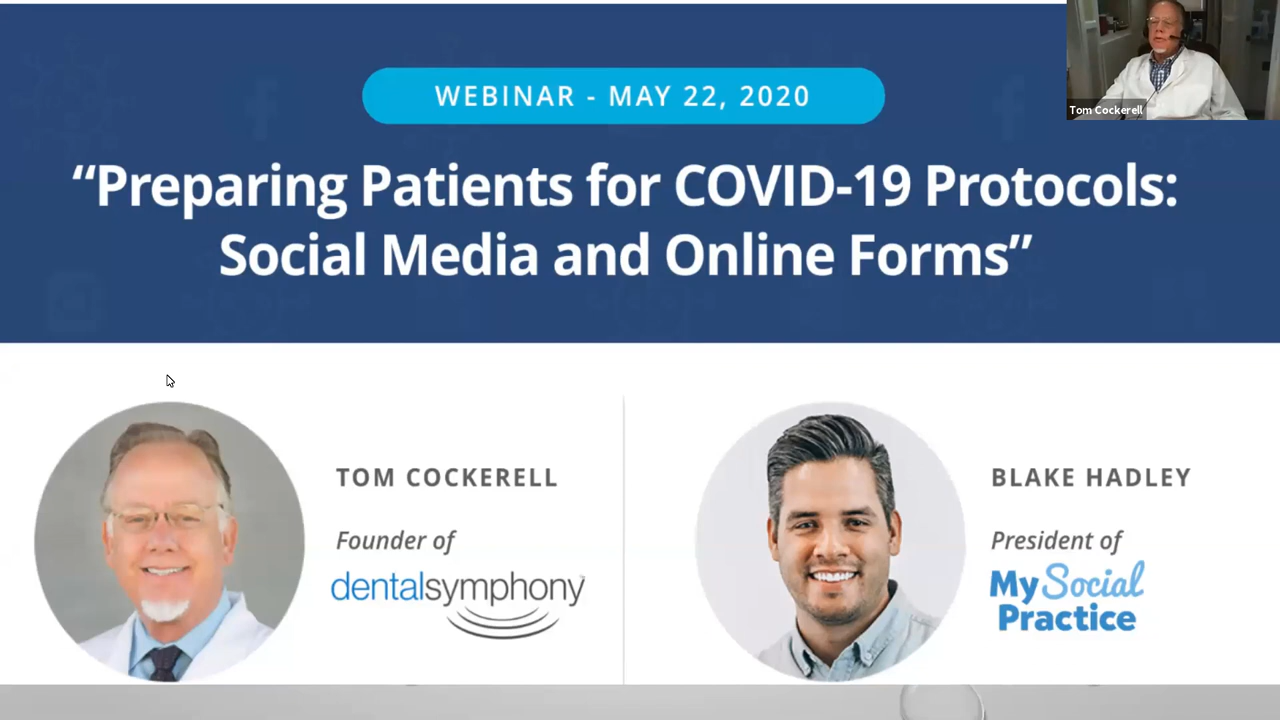 WEBINAR - MAY 22, 2020
Tom Cockerell
“Preparing Patients for COVID-19 Protocols:
Social Media and Online Forms”
TOM COCKERELL
Founder of
dentalsymphony
BLAKE HADLEY
President of
My Social
Practice